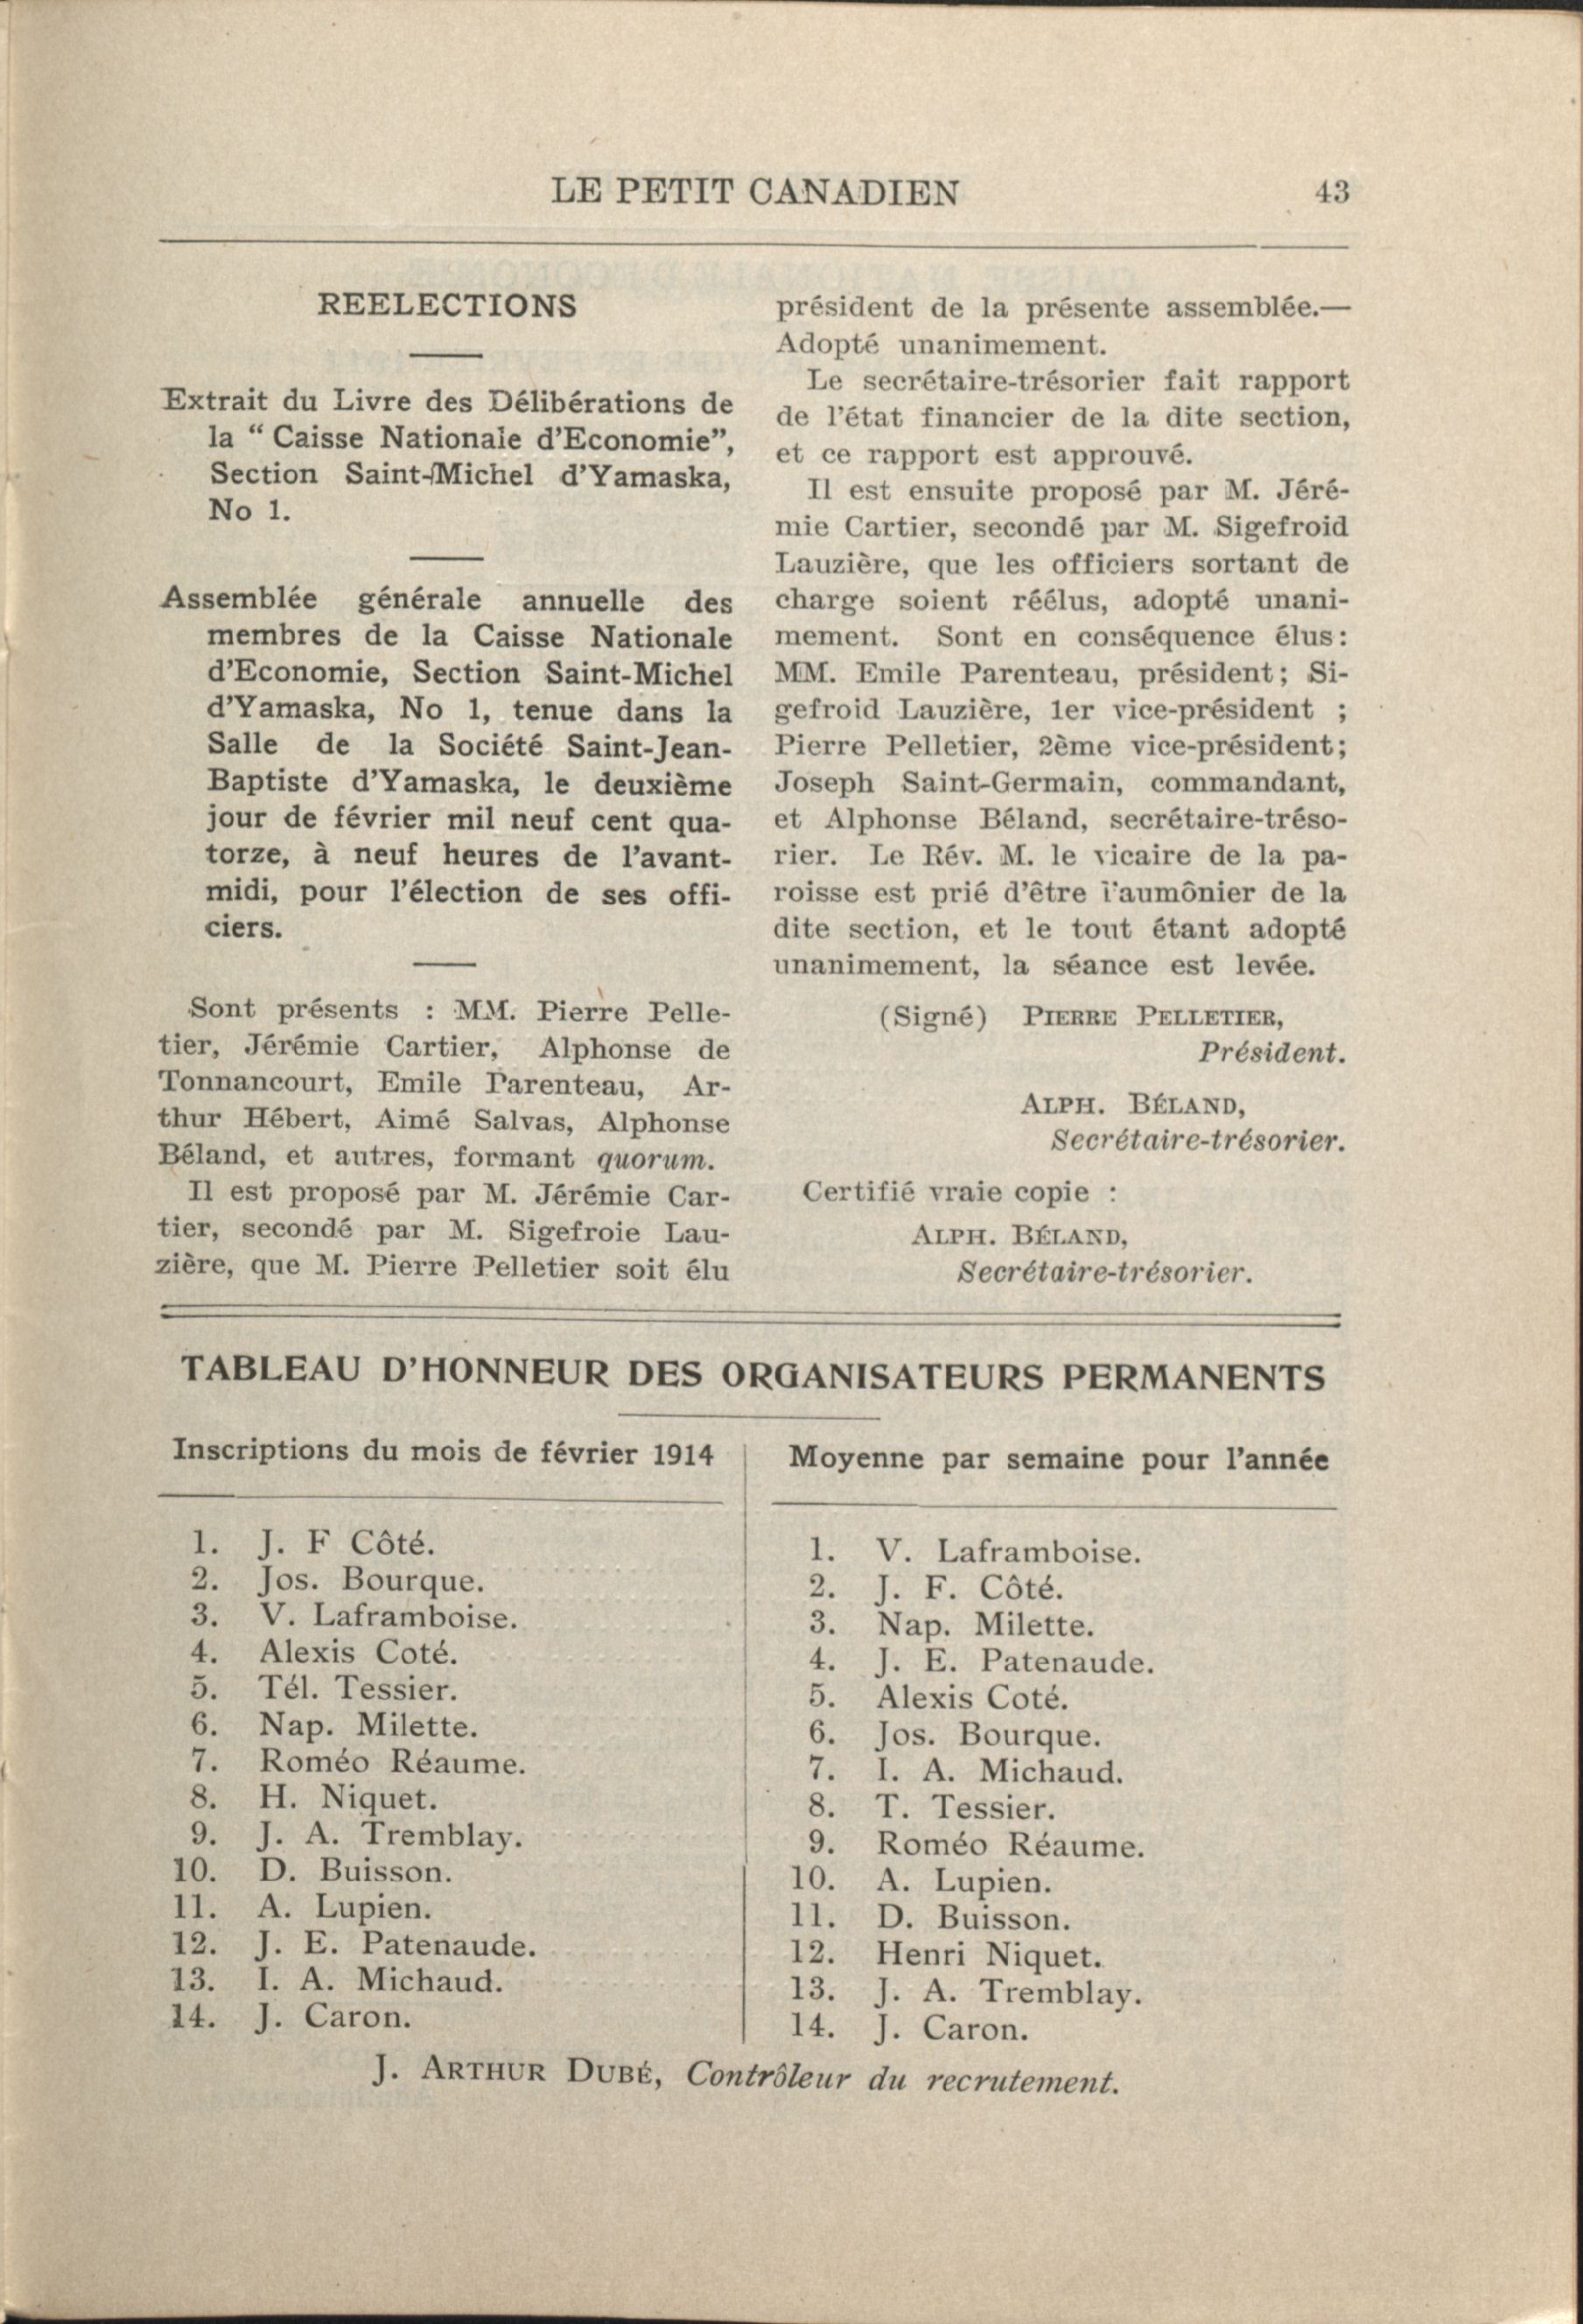 LE PETIT CANADIEN 43
REELECTIONS
Extrait du Livre des Délibérations de
la “ Caisse Nationale d’Economie”,
Section Saint-Michel d’Yamaska,
No 1.
Assemblée générale annuelle des
membres de la Caisse Nationale
d’Economie, Section Saint-Michel
d’Yamaska, No 1, tenue dans la
Salle de la Société Saint-Jean-
Baptiste d’Yamaska, le deuxième
jour de février mil neuf cent qua-
torze, à neuf heures de l’avant-
midi, pour l’élection de ses offi-
ciers.
Sont présents : MM. Pierre Pelle-
tier, Jérémie Cartier, Alphonse de
Tonnancourt, Emile Parenteau, Ar-
thur Hébert, Aimé Salvas, Alphonse
Béland, et autres, formant quorum.
Il est proposé par M. Jérémie Car-
tier, secondé par M. Sigefroie Lau-
zière, que M. Pierre Pelletier soit élu
président de la présente assemblée.—
Adopté unanimement.
Le secrétaire-trésorier fait rapport
de l’état financier de la dite section,
et ce rapport est approuvé.
Il est ensuite proposé par M. Jéré-
mie Cartier, secondé par M. Sigefroid
Lauzière, que les officiers sortant de
charge soient réélus, adopté unani-
mement. Sont en conséquence élus:
MM. Emile Parenteau, président; Si-
gefroid Lauzière, 1er vice-président ;
Pierre Pelletier, 2ème vice-président;
Joseph Saint-Germain, commandant,
et Alphonse Béland, secrétaire-tréso-
rier. Le Rév. M. le vicaire de la pa-
roisse est prié d’être l’aumônier de la
dite section, et le tout étant adopté
unanimement, la séance est levée.
(Signé) PIERRE PELLETIER,
Président.
ALPH. BÉLAND,
Secrétaire-trésorier.
Certifié vraie copie :
ALPH. BÉLAND,
Secrétaire-trésorier.
TABLEAU D’HONNEUR DES ORGANISATEURS PERMANENTS
Inscriptions du mois de février 1914
1. J. F Côté.
2. Jos. Bourque.
3. V. Laframboise.
4. Alexis Coté.
5. Tél. Tessier.
6. Nap. Milette.
7. Roméo Réaume.
8. H. Niquet.
9. J. A. Tremblay.
10. D. Buisson.
11. A. Lupien.
12. J. E. Patenaude.
13. I. A. Michaud.
14. J. Caron.
Moyenne par semaine pour l’année
1. V. Laframboise.
2. J. F. Côté.
3. Nap. Milette.
4. J. E. Patenaude.
5. Alexis Coté.
6. Jos. Bourque.
7. I. A. Michaud.
8. T. Tessier.
9. Roméo Réaume.
10. A. Lupien.
11. D. Buisson.
12. Henri Niquet.
13. J. A. Tremblay.
14. J. Caron.
J. ARTHUR DUBÉ, Contrôleur du recrutement.